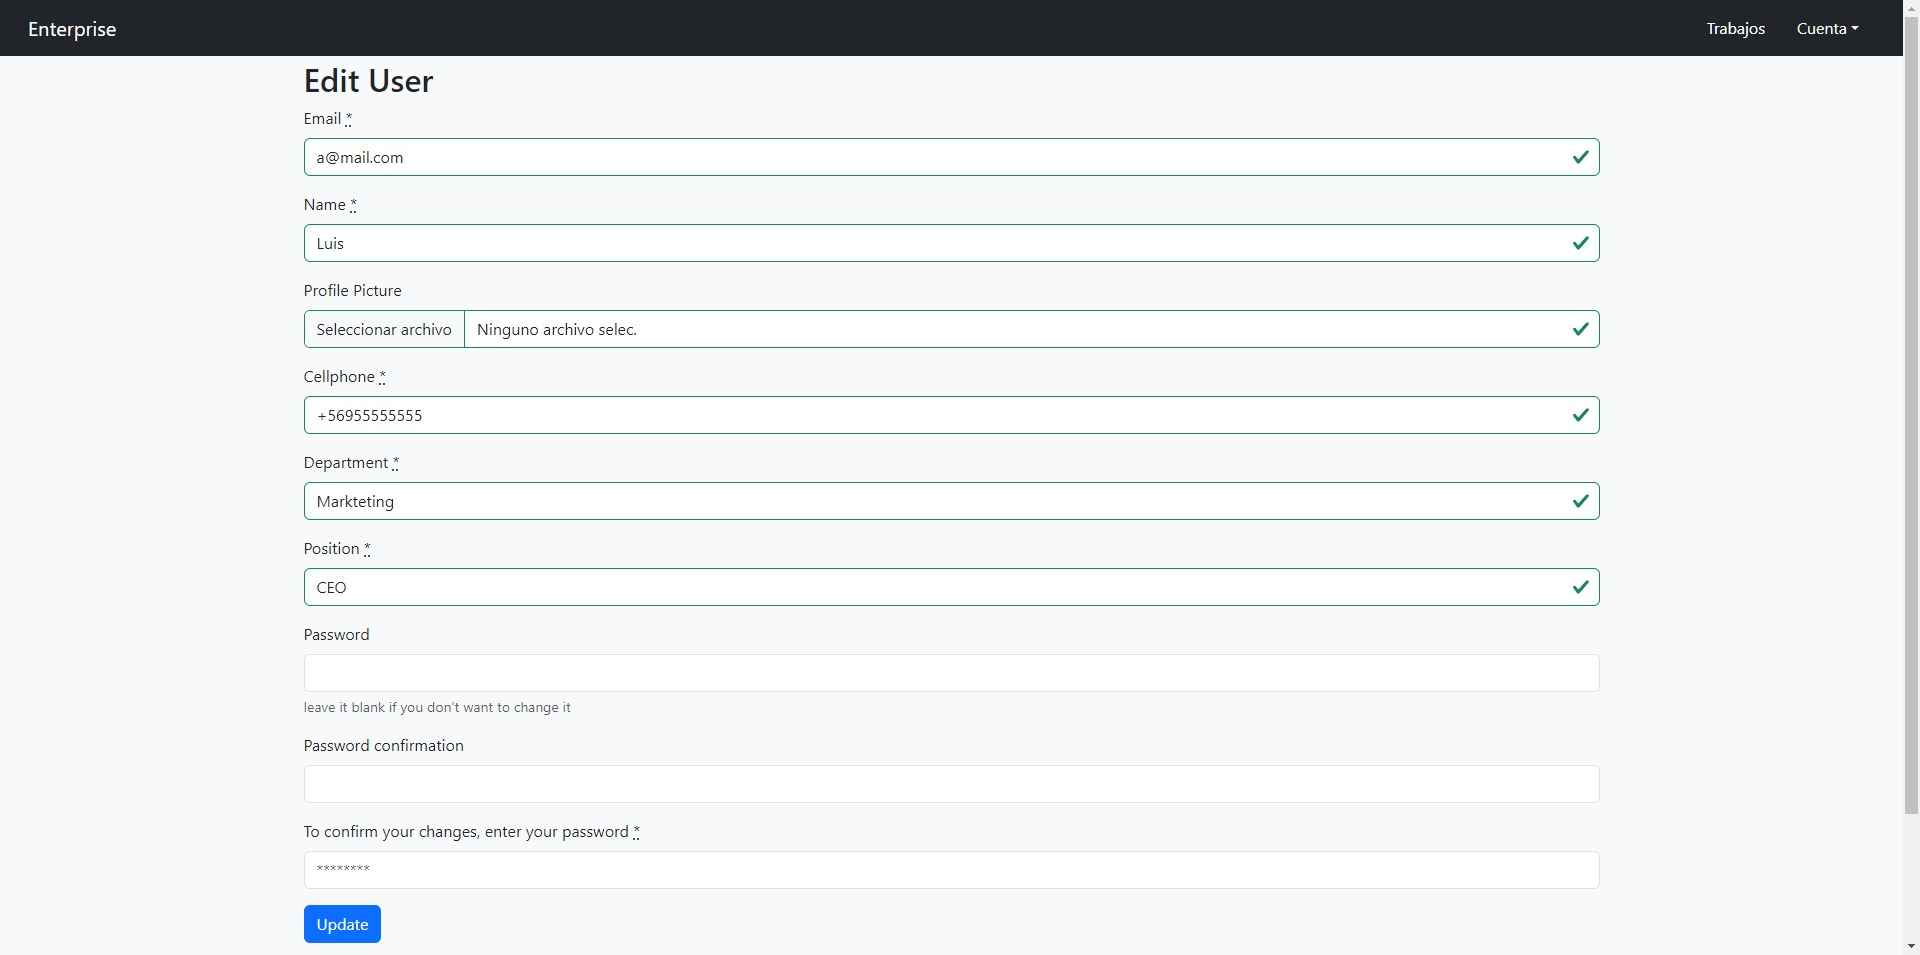 Enterprise
Trabajos
Cuenta
Edit User
Email *
a@mail.com
Name *
Luis
Profile Picture
Seleccionar archivo Ninguno archivo selec.
Cellphone *
+56955555555
Department *
Markteting
Position *
CEO
Password
leave it blank if you don't want to change it
Password confirmation
To confirm your changes, enter your password *
********
Update